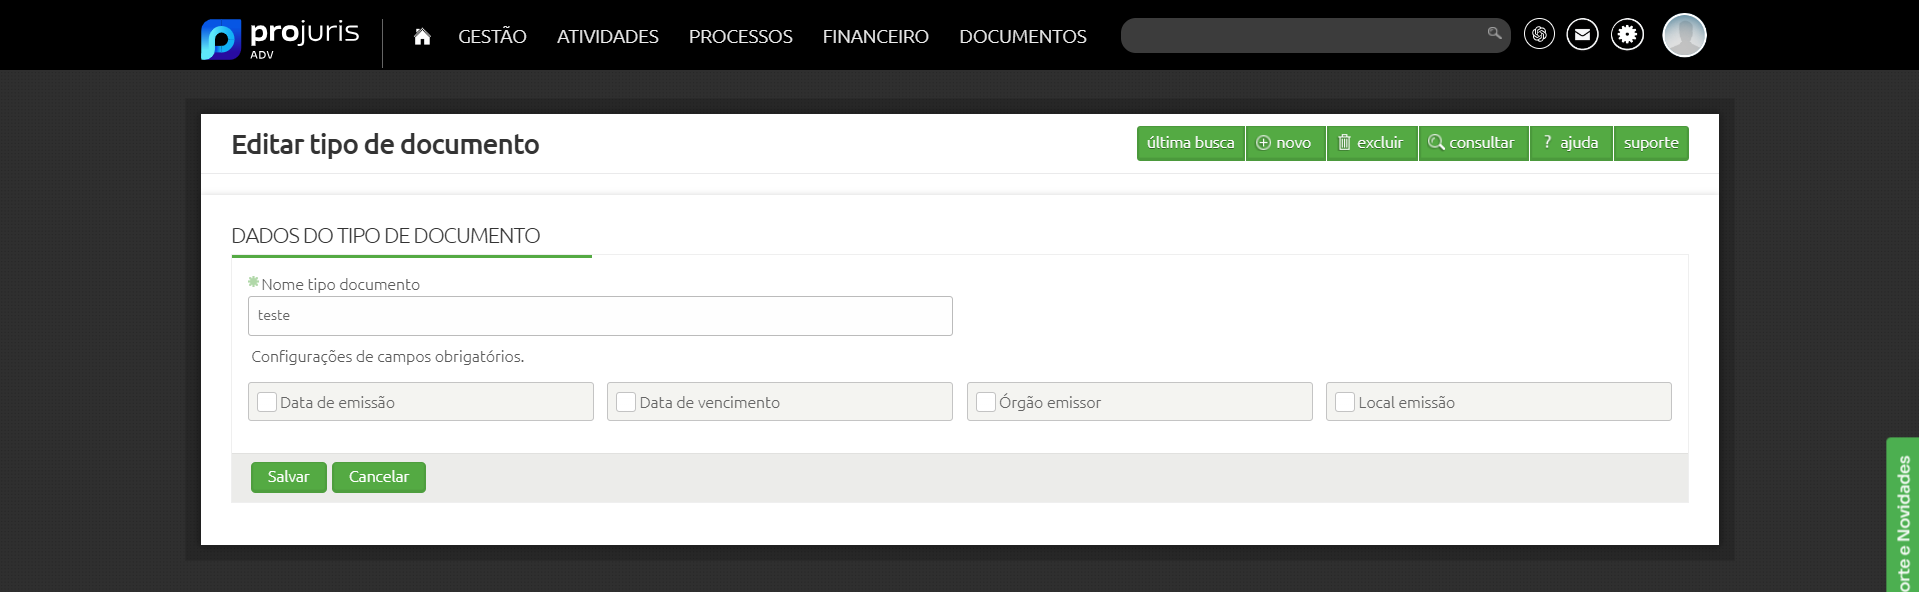 projuris
ADV
GESTÃO ATIVIDADES PROCESSOS FINANCEIRO DOCUMENTOS
Editar tipo de documento
última busca novo excluir consultar ? ajuda suporte
DADOS DO TIPO DE DOCUMENTO
Nome tipo documento
teste
Configurações de campos obrigatórios.
Data de emissão Data de vencimento Órgão emissor Local emissão
Salvar Cancelar
e Novidades